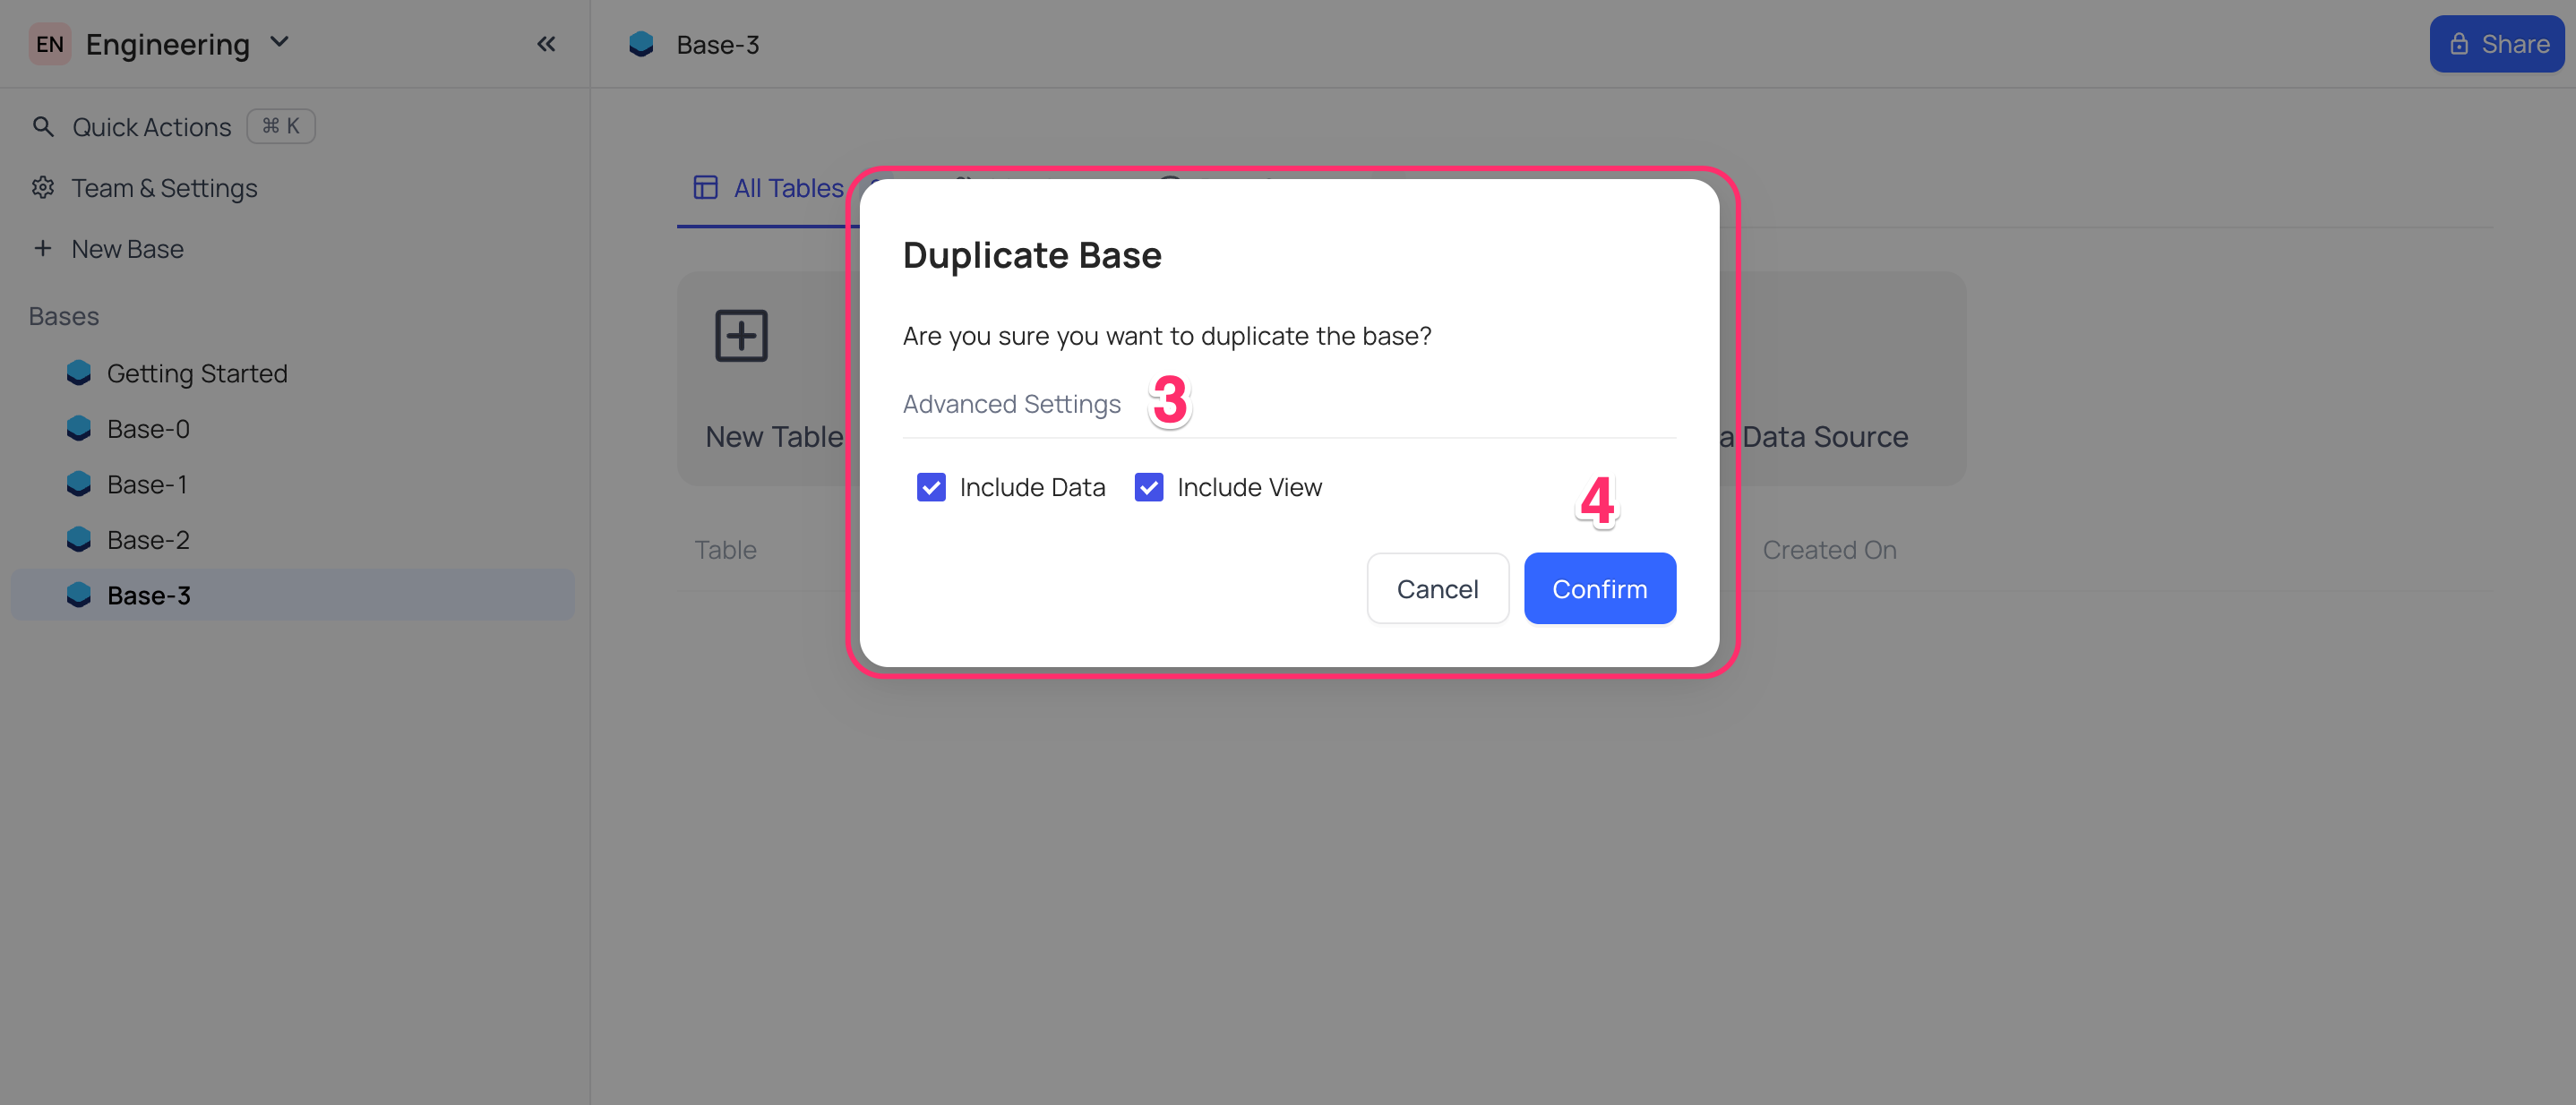 EN Engineering
Base-3
Share
Quick Actions ⌘ K
Team & Settings
New Base
Bases
Getting Started
Base-0
Base-1
Base-2
Base-3
All Tables
New Table
a Data Source
Table
Created On
Duplicate Base
Are you sure you want to duplicate the base?
Advanced Settings 3
Include Data Include View
4
Cancel Confirm